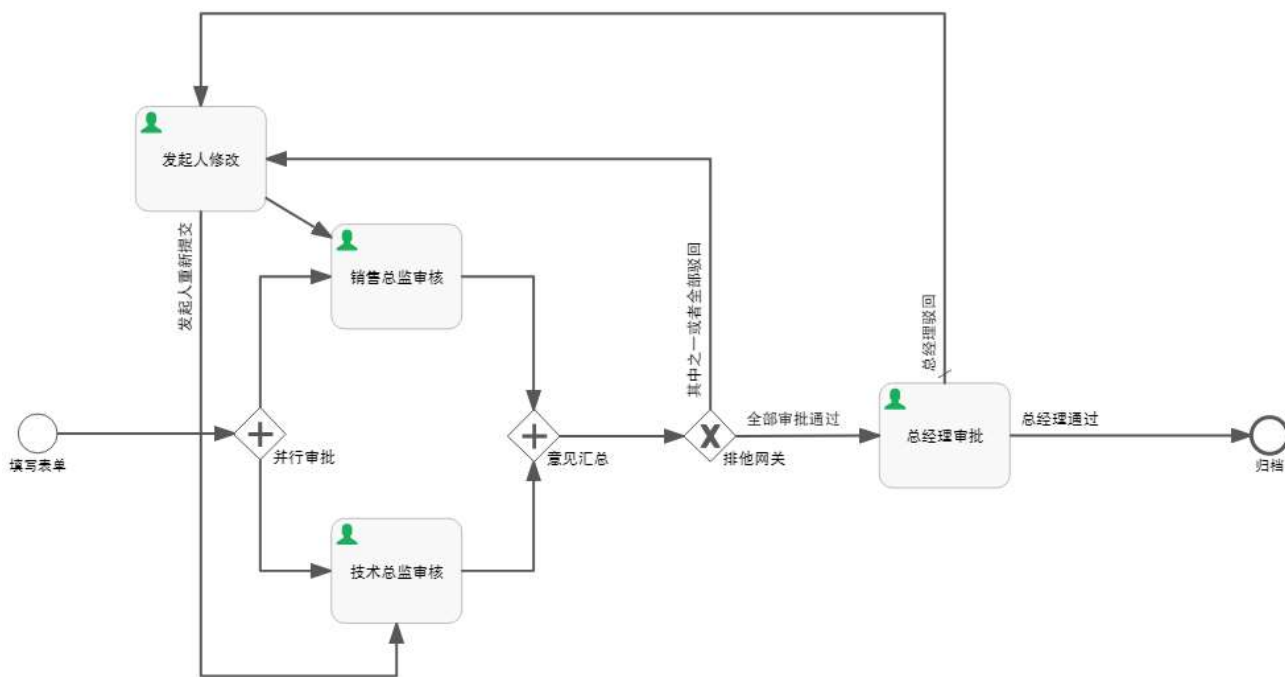 发起人修改
发起人重新提交
销售总监审核
其中之一或者全部驳回
总经理驳回
填写表单
并行审批
意见汇总
全部审批通过
排他网关
总经理审批
总经理通过
归档
技术总监审核